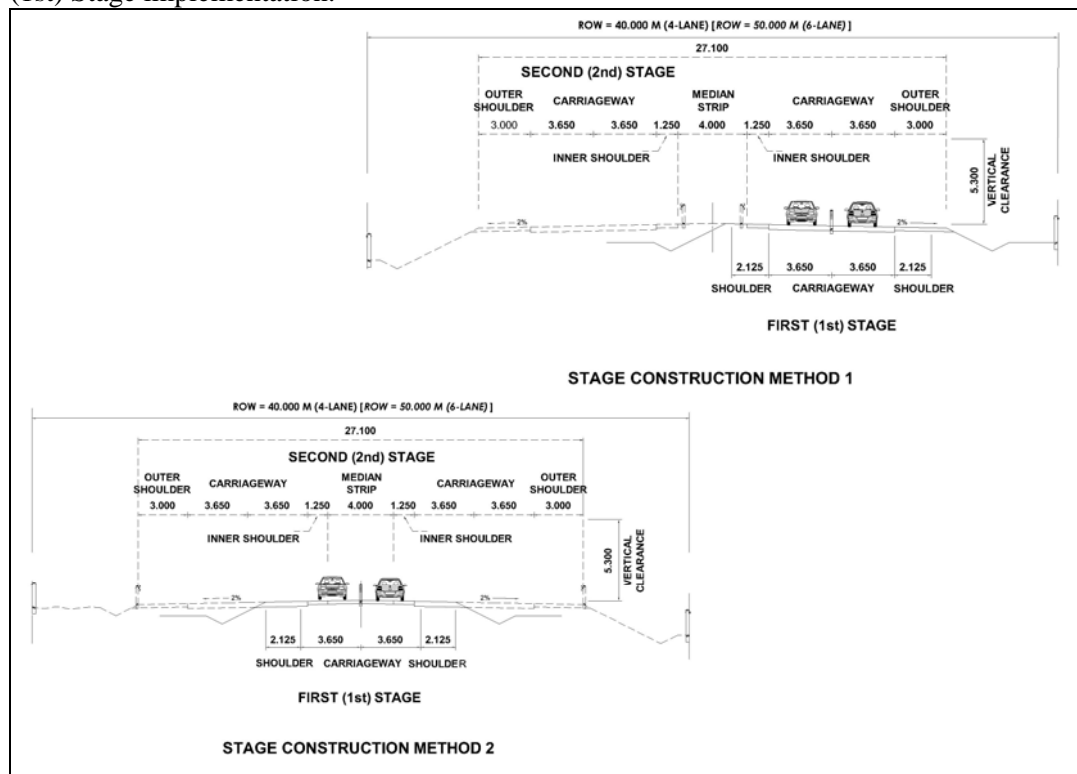 (1st) Stage implementation.
ROW = 40.000 M (4-LANE) [ROW = 50.000 M (6-LANE) ]
27.100
SECOND (2nd) STAGE
OUTER SHOULDER CARRIAGEWAY MEDIAN STRIP CARRIAGEWAY OUTER SHOULDER
3.000 3.650 3.650 1.250 4.000 1.250 3.650 3.650 3.000
INNER SHOULDER INNER SHOULDER
5.300
VERTICAL
CLEARANCE
2% 2%
2.125 3.650 3.650 2.125
SHOULDER CARRIAGEWAY SHOULDER
FIRST (1st) STAGE
STAGE CONSTRUCTION METHOD 1
ROW = 40.000 M (4-LANE) [ROW = 50.000 M (6-LANE) ]
27.100
SECOND (2nd) STAGE
OUTER SHOULDER CARRIAGEWAY MEDIAN STRIP CARRIAGEWAY OUTER SHOULDER
3.000 3.650 3.650 1.250 4.000 1.250 3.650 3.650 3.000
INNER SHOULDER INNER SHOULDER
5.300
VERTICAL
CLEARANCE
2% 2%
2.125 3.650 3.650 2.125
SHOULDER CARRIAGEWAY SHOULDER
FIRST (1st) STAGE
STAGE CONSTRUCTION METHOD 2